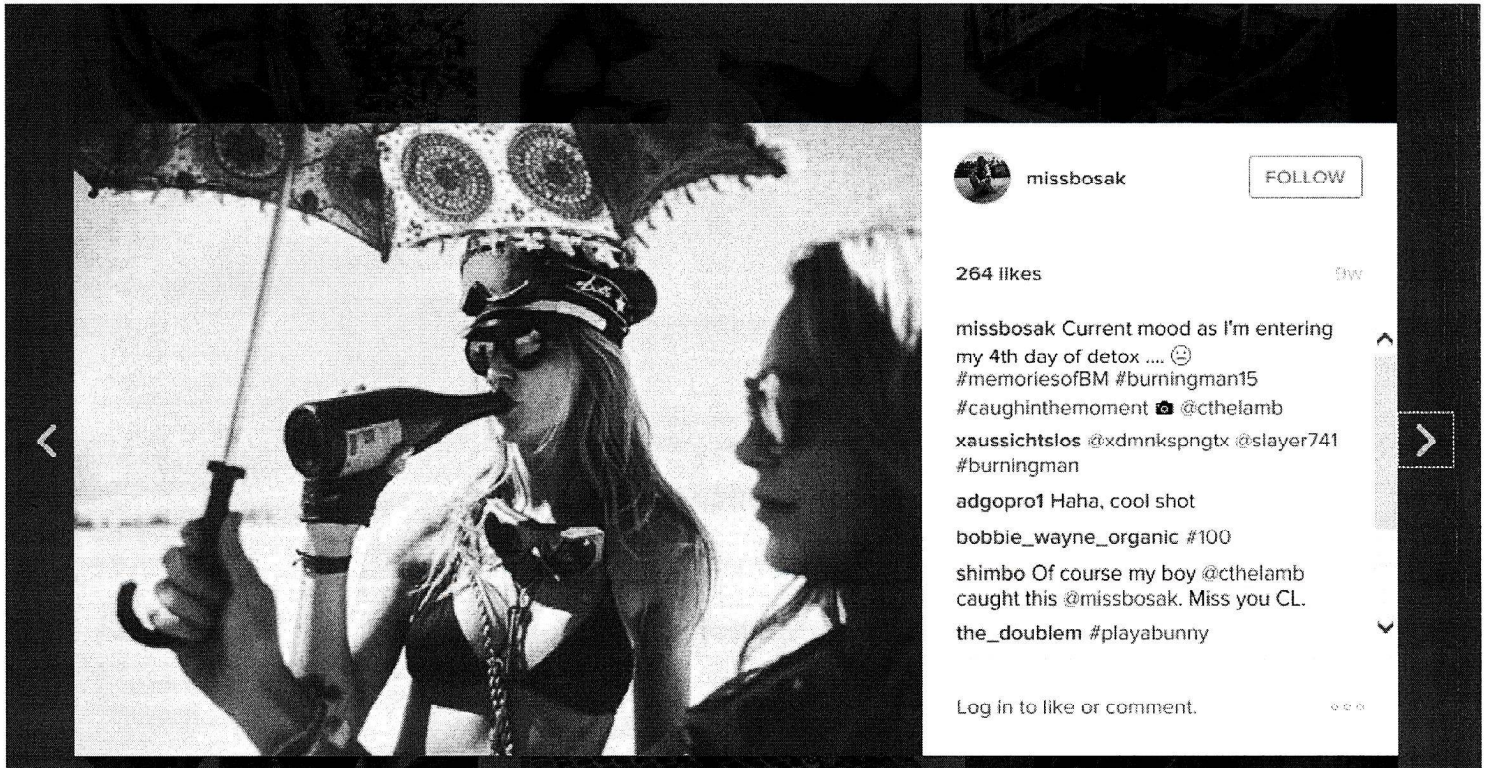 missbosak
FOLLOW
264 likes
9w
missbosak Current mood as I'm entering
my 4th day of detox .... 😐
#memoriesofBM #burningman15
#caughinthemoment 📷 @cthelamb
xaussichtslos @xdmnkspngtx @slayer741
#burningman
adgopro1 Haha, cool shot
bobbie_wayne_organic #100
shimbo Of course my boy @cthelamb
caught this @missbosak. Miss you CL.
the_doublem #playabunny
Log in to like or comment.